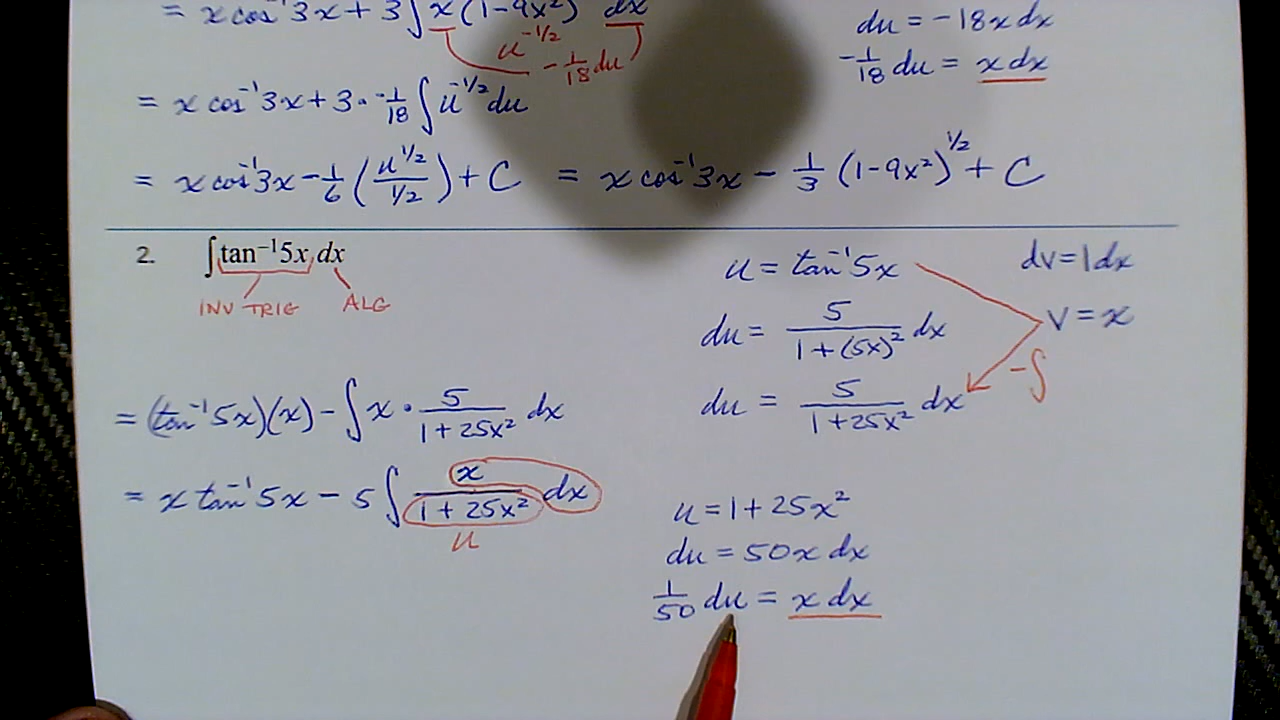 = x cos⁻¹3x + 3 ∫ x (1-9x²) dx
u^-1/2 -1/18 du
du = -18x dx
-1/18 du = x dx
= x cos⁻¹3x + 3 · -1/18 ∫ u^-1/2 du
= x cos⁻¹3x - 1/6 (u^1/2 / 1/2) + C = x cos⁻¹3x - 1/3 (1-9x²)^1/2 + C
2. ∫ tan⁻¹5x dx
INV TRIG ALG
u = tan⁻¹5x dv = 1dx
du = 5/(1+(5x)²) dx v = x
du = 5/(1+25x²) dx -∫
= (tan⁻¹5x)(x) - ∫ x · 5/(1+25x²) dx
= x tan⁻¹5x - 5 ∫ x/(1+25x²) dx
u
u = 1+25x²
du = 50x dx
1/50 du = x dx